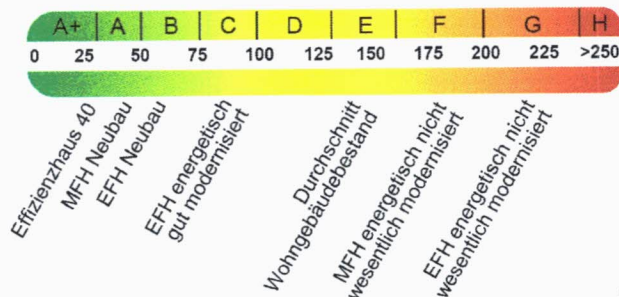 A+ A B C D E F G H
0 25 50 75 100 125 150 175 200 225 >250
Effizienzhaus 40
MFH Neubau
EFH Neubau
EFH energetisch
gut modernisiert
Durchschnitt
Wohngebäudebestand
MFH energetisch nicht
wesentlich modernisiert
EFH energetisch nicht
wesentlich modernisiert